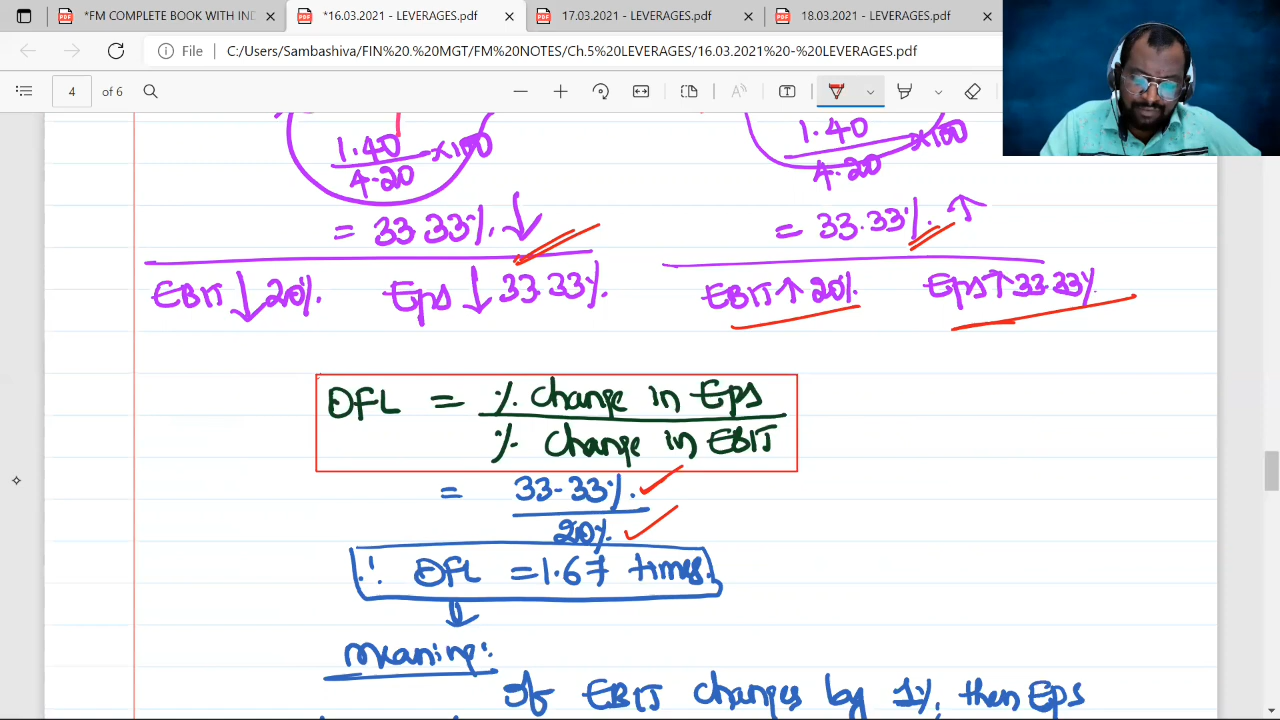 *FM COMPLETE BOOK WITH IND × *16.03.2021 - LEVERAGES.pdf × 17.03.2021 - LEVERAGES.pdf × 18.03.2021 - LEVERAGES.pdf ×
File C:/Users/Sambashiva/FIN%20.%20MGT/FM%20NOTES/Ch.5%20LEVERAGES/16.03.2021%20-%20LEVERAGES.pdf
4 of 6
1.40 1.40
×100 ×100
4.20 4.20
= 33.33%. ↓ = 33.33%. ↑
EBIT ↓ 20%. Eps ↓ 33.33%. EBIT ↑ 20%. Eps ↑ 33.33%.
DFL = %. Change in Eps
%. Change in EBIT
= 33.33%.
20%.
∴ DFL = 1.67 times.
↓
Meaning:
If EBIT changes by 1%, then Eps